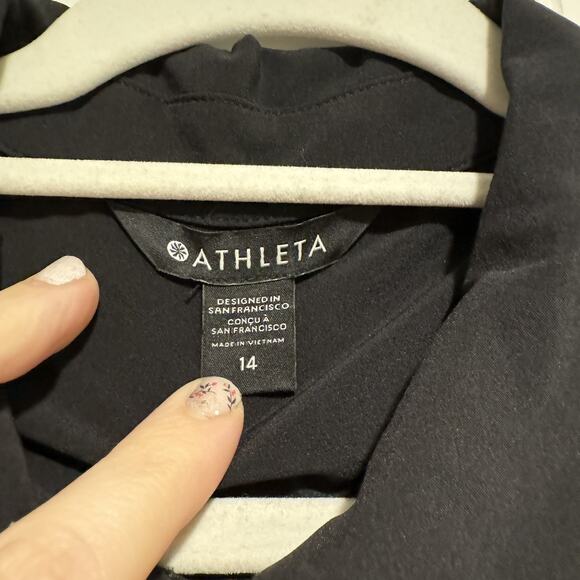 ATHLETA
DESIGNED IN
SAN FRANCISCO
CONÇU À
SAN FRANCISCO
MADE IN VIETNAM
14